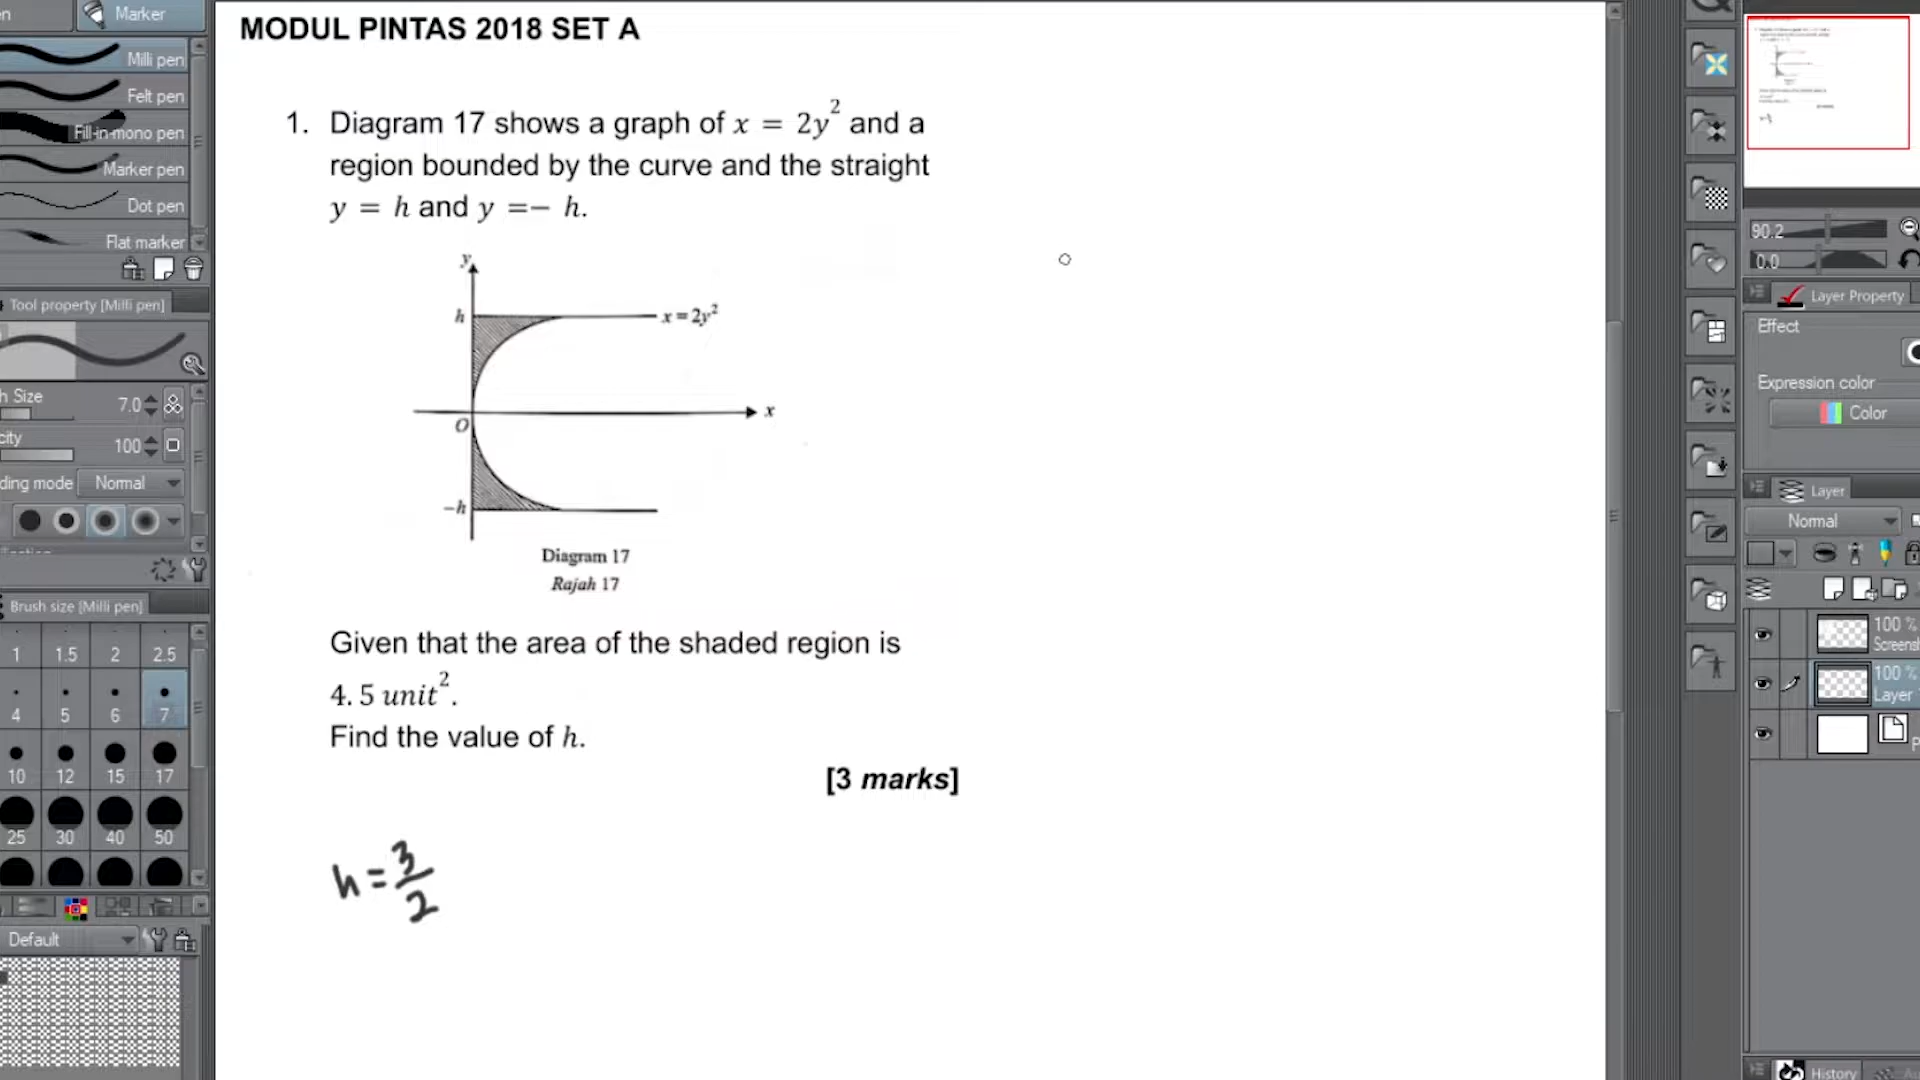 Marker
Milli pen
Felt pen
Fill-in-mono pen
Marker pen
Dot pen
Flat marker
Tool property [Milli pen]
h Size 7.0
city 100
ding mode Normal
Brush size [Milli pen]
1 1.5 2 2.5
4 5 6 7
10 12 15 17
25 30 40 50
Default
MODUL PINTAS 2018 SET A
1. Diagram 17 shows a graph of x = 2y² and a
region bounded by the curve and the straight
y = h and y =− h.
y
h
x = 2y²
x
O
-h
Diagram 17
Rajah 17
Given that the area of the shaded region is
4. 5 unit².
Find the value of h.
[3 marks]
h = 3/2
90.2
0.0
Layer Property
Effect
Expression color
Color
Layer
Normal
100 %
Screens
100 %
Layer
History